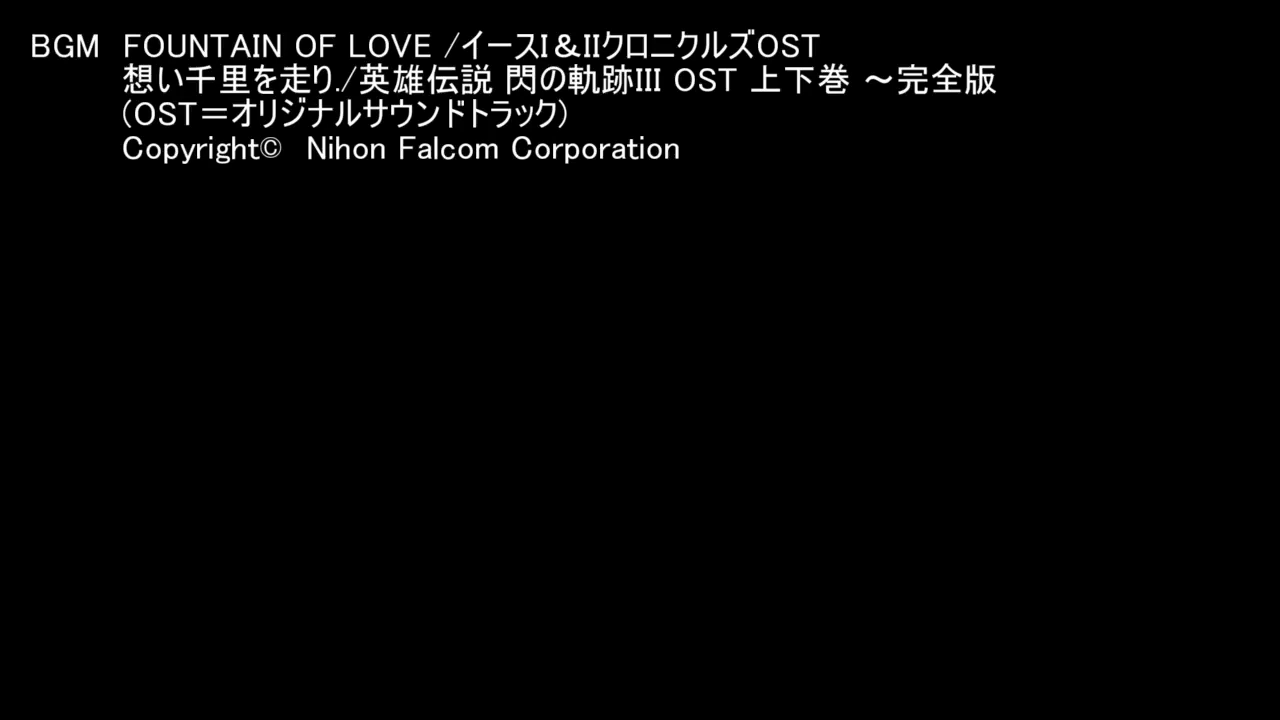 BGM FOUNTAIN OF LOVE /イースI＆IIクロニクルズOST
想い千里を走り./英雄伝説 閃の軌跡III OST 上下巻 ～完全版
(OST＝オリジナルサウンドトラック)
Copyright© Nihon Falcom Corporation